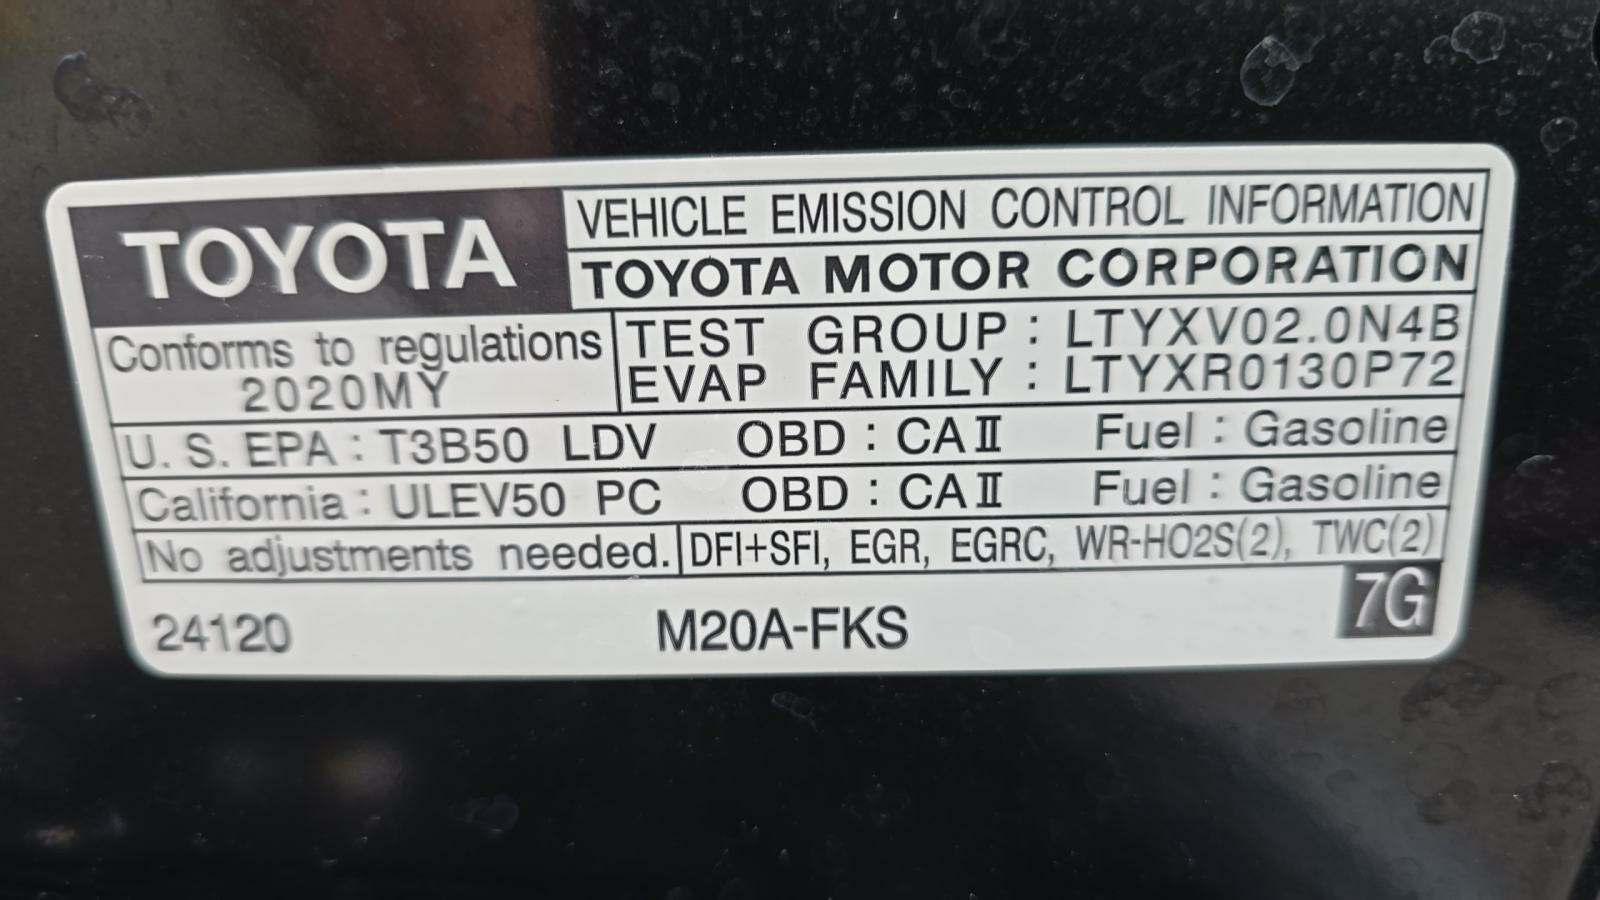 TOYOTA
VEHICLE EMISSION CONTROL INFORMATION
TOYOTA MOTOR CORPORATION
Conforms to regulations
2020MY
TEST GROUP : LTYXV02.0N4B
EVAP FAMILY : LTYXR0130P72
U. S. EPA : T3B50 LDV OBD : CAⅡ Fuel : Gasoline
California : ULEV50 PC OBD : CAⅡ Fuel : Gasoline
No adjustments needed. DFI+SFI, EGR, EGRC, WR-HO2S(2), TWC(2)
24120 M20A-FKS 7G